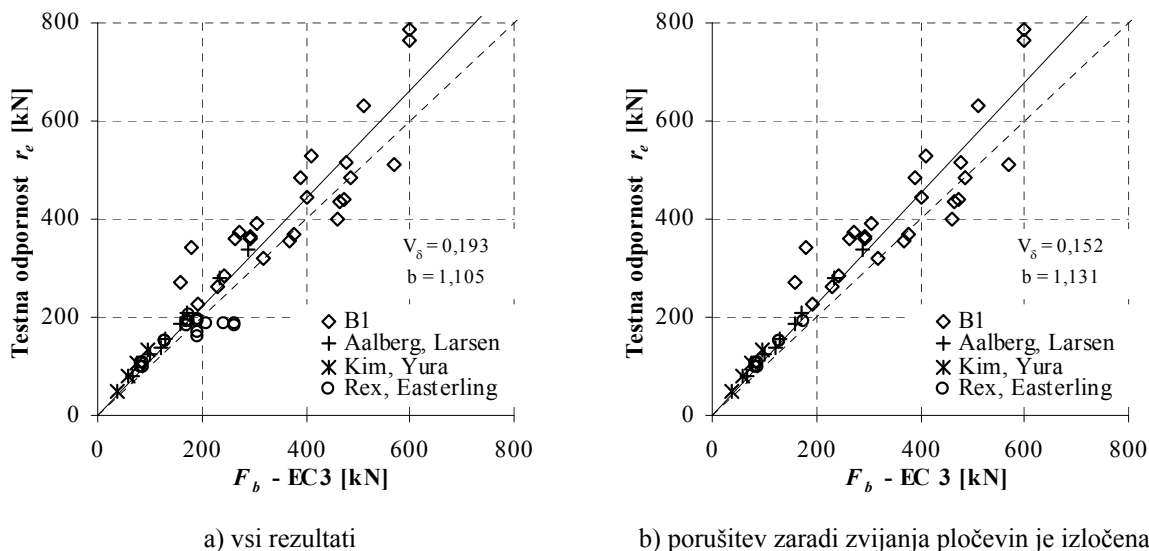 Testna odpornost r_e [kN]
800
600
400
200
0
V_δ = 0,193
b = 1,105
B1
Aalberg, Larsen
Kim, Yura
Rex, Easterling
0 200 400 600 800
F_b - EC3 [kN]
a) vsi rezultati
Testna odpornost r_e [kN]
800
600
400
200
0
V_δ = 0,152
b = 1,131
B1
Aalberg, Larsen
Kim, Yura
Rex, Easterling
0 200 400 600 800
F_b - EC 3 [kN]
b) porušitev zaradi zvijanja pločevin je izločena